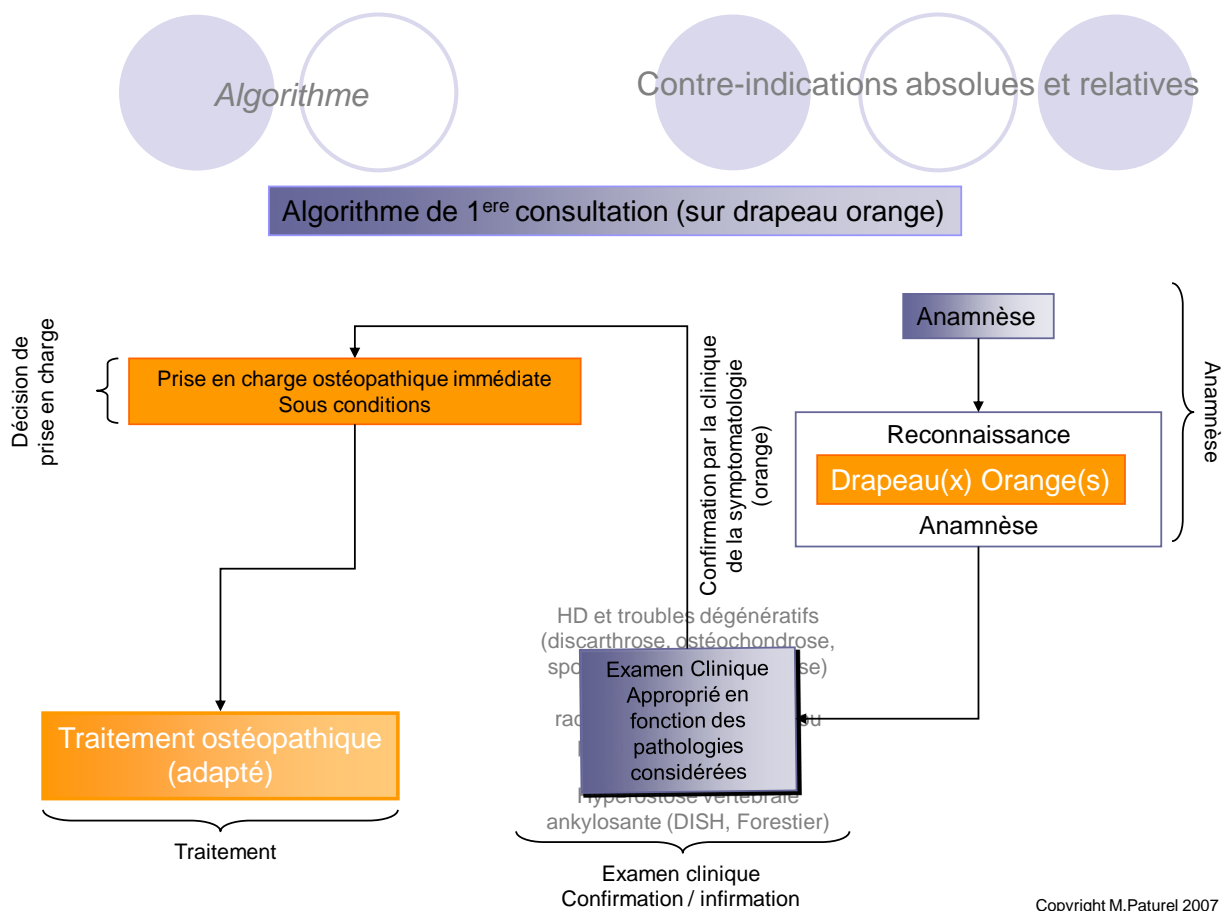 Algorithme
Contre-indications absolues et relatives
Algorithme de 1ere consultation (sur drapeau orange)
Anamnèse
Reconnaissance
Drapeau(x) Orange(s)
Anamnèse
Anamnèse
Décision de
prise en charge
Prise en charge ostéopathique immédiate
Sous conditions
Confirmation par la clinique
de la symptomatologie
(orange)
HD et troubles dégénératifs
(discarthrose, ostéochondrose,
Examen Clinique
Approprié en
fonction des
pathologies
considérées
Hyperostose vertébrale
ankylosante (DISH, Forestier)
Traitement ostéopathique
(adapté)
Traitement
Examen clinique
Confirmation / infirmation
Copyright M.Paturel 2007